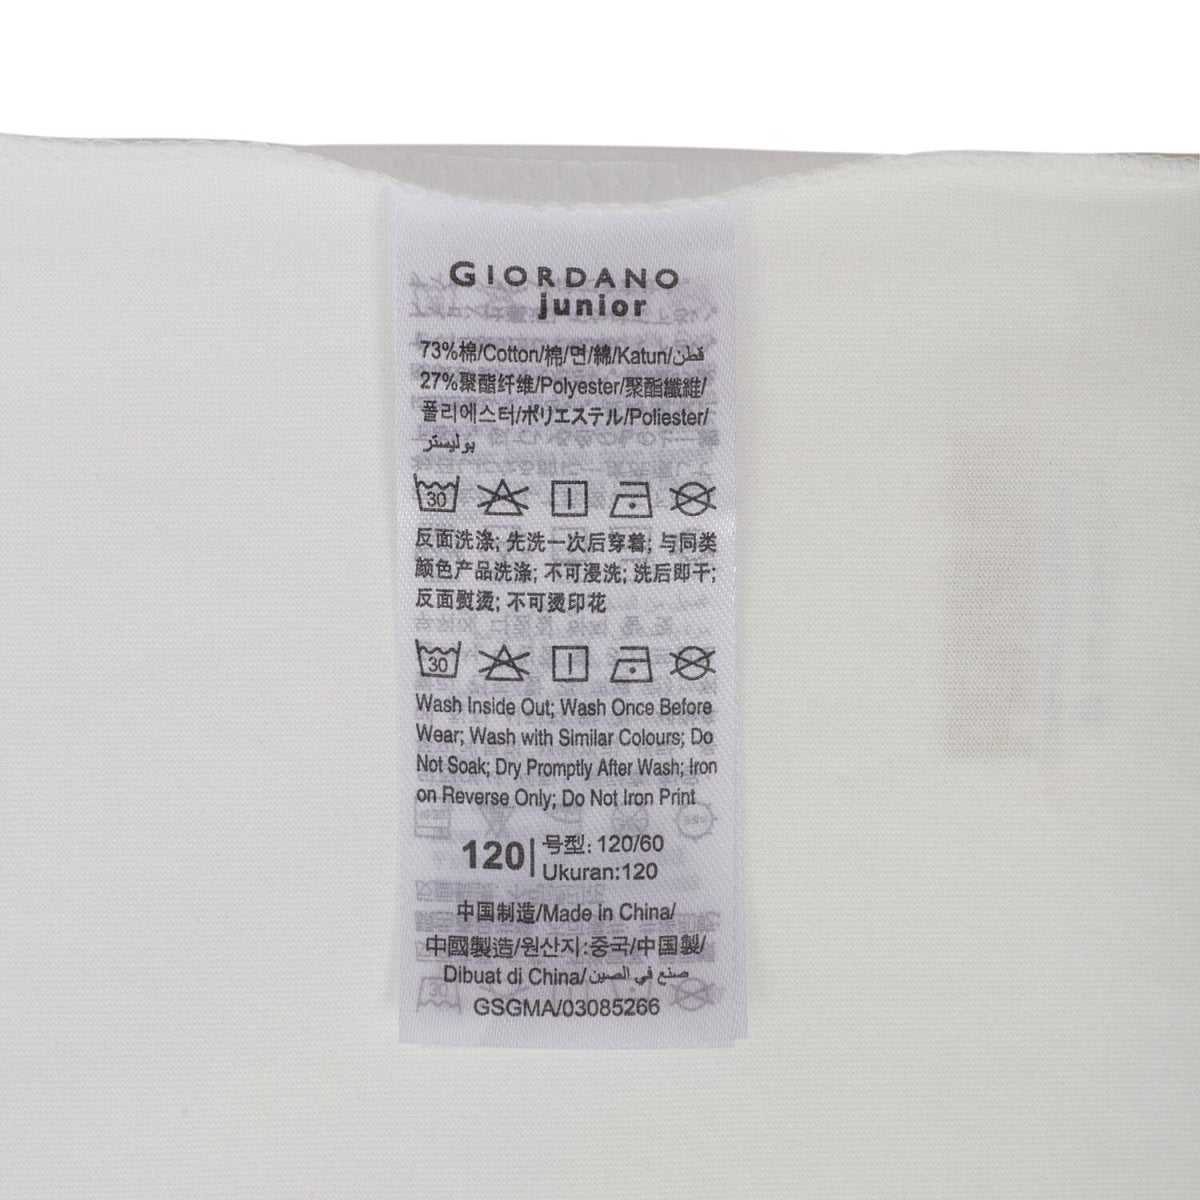 GIORDANO
junior
73%棉/Cotton/棉/면/綿/Katun/قطن
27%聚酯纤维/Polyester/聚酯纖維/
폴리에스터/ポリエステル/Poliester/
بوليستر
30
反面洗涤; 先洗一次后穿着; 与同类
颜色产品洗涤; 不可浸洗; 洗后即干;
反面熨烫; 不可烫印花
30
Wash Inside Out; Wash Once Before
Wear; Wash with Similar Colours; Do
Not Soak; Dry Promptly After Wash; Iron
on Reverse Only; Do Not Iron Print
120 号型: 120/60
Ukuran:120
中国制造/Made in China/
中國製造/원산지:중국/中国製/
Dibuat di China/صنع في الصين
GSGMA/03085266